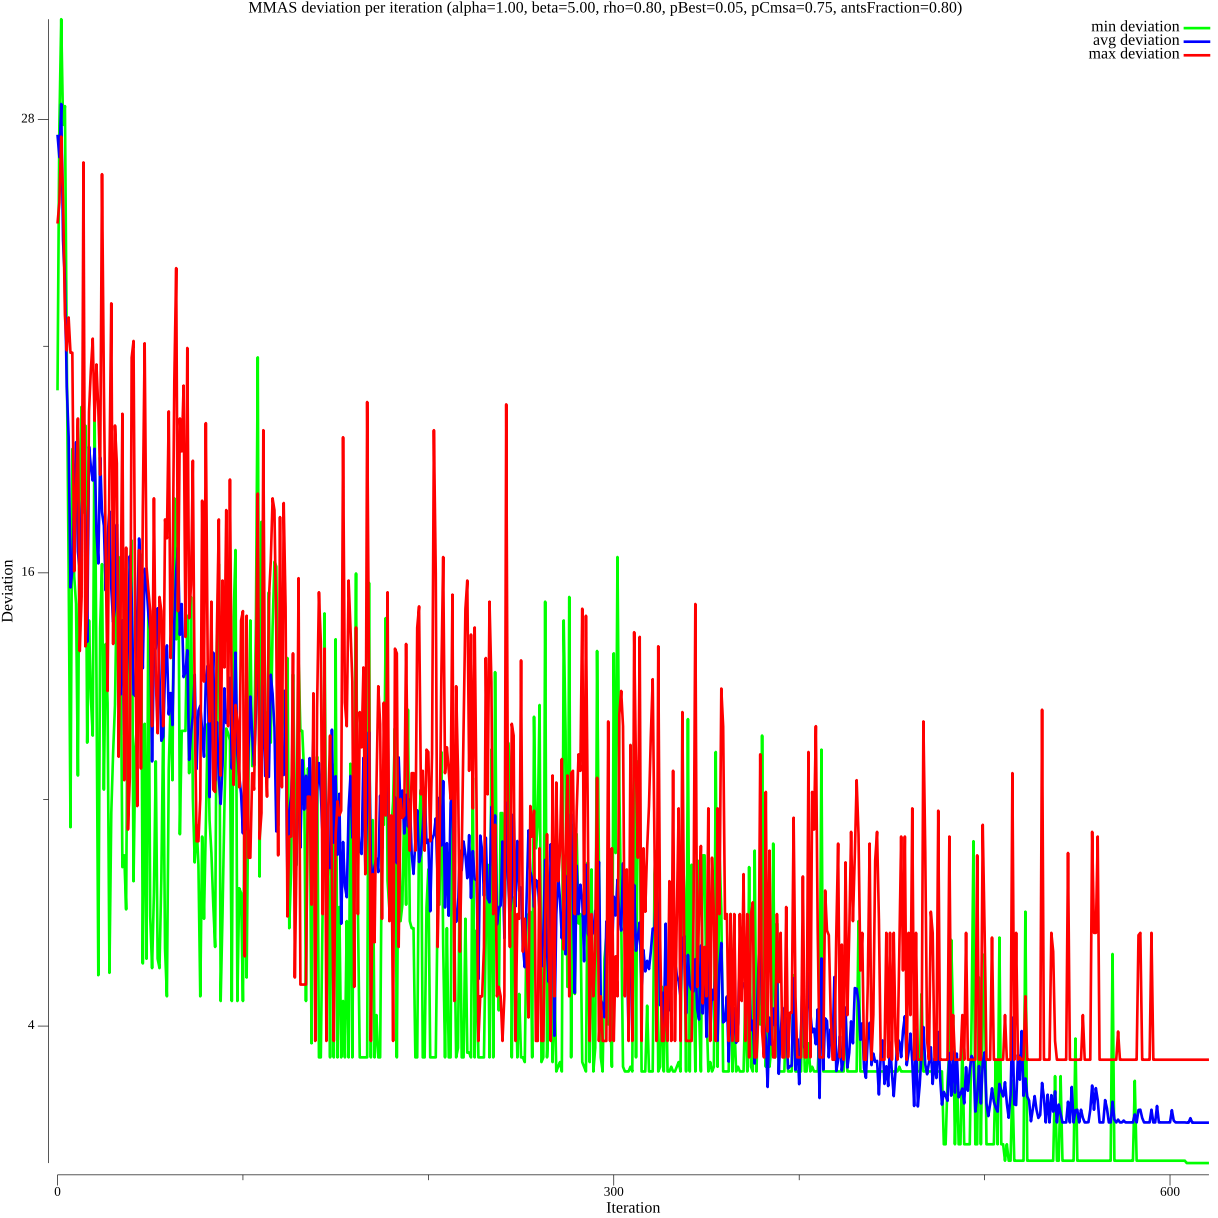 MMAS deviation per iteration (alpha=1.00, beta=5.00, rho=0.80, pBest=0.05, pCmsa=0.75, antsFraction=0.80)
min deviation
avg deviation
max deviation
28
16
4
Deviation
0
300
600
Iteration